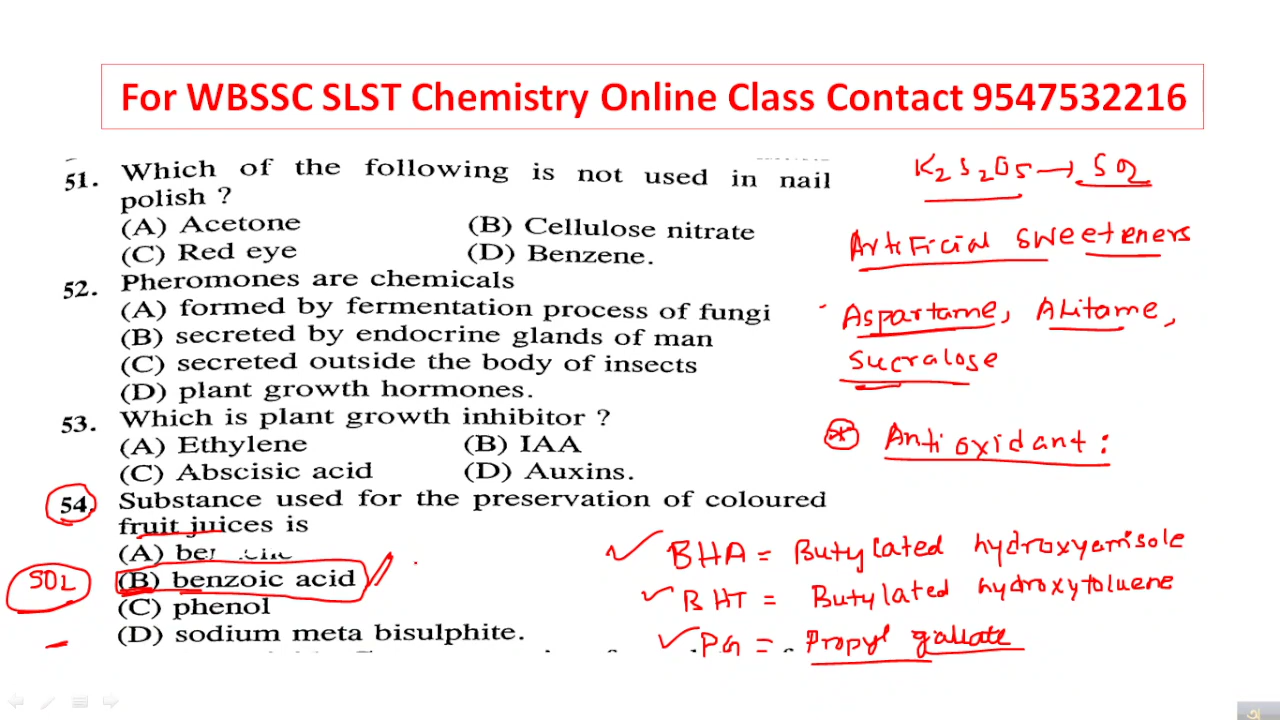 For WBSSC SLST Chemistry Online Class Contact 9547532216
51. Which of the following is not used in nail
polish ?
(A) Acetone (B) Cellulose nitrate
(C) Red eye (D) Benzene.
52. Pheromones are chemicals
(A) formed by fermentation process of fungi
(B) secreted by endocrine glands of man
(C) secreted outside the body of insects
(D) plant growth hormones.
53. Which is plant growth inhibitor ?
(A) Ethylene (B) IAA
(C) Abscisic acid (D) Auxins.
54. Substance used for the preservation of coloured
fruit juices is
(A)
(B) benzoic acid
(C) phenol
(D) sodium meta bisulphite.
SO2
K2S2O5 → SO2
Artificial sweeteners
Aspartame, Alitame,
Sucralose
* Antioxidant :
BHA = Butylated hydroxyanisole
BHT = Butylated hydroxytoluene
PG = Propyl gallate